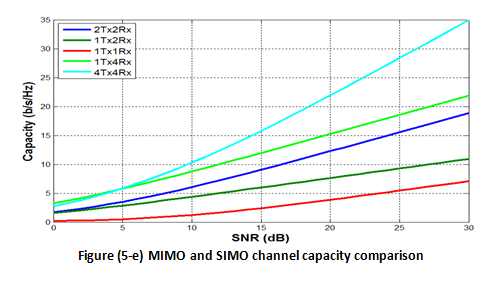 35
30
25
20
15
10
5
0
Capacity (b/s/Hz)
2Tx2Rx
1Tx2Rx
1Tx1Rx
1Tx4Rx
4Tx4Rx
0 5 10 15 20 25 30
SNR (dB)
Figure (5-e) MIMO and SIMO channel capacity comparison